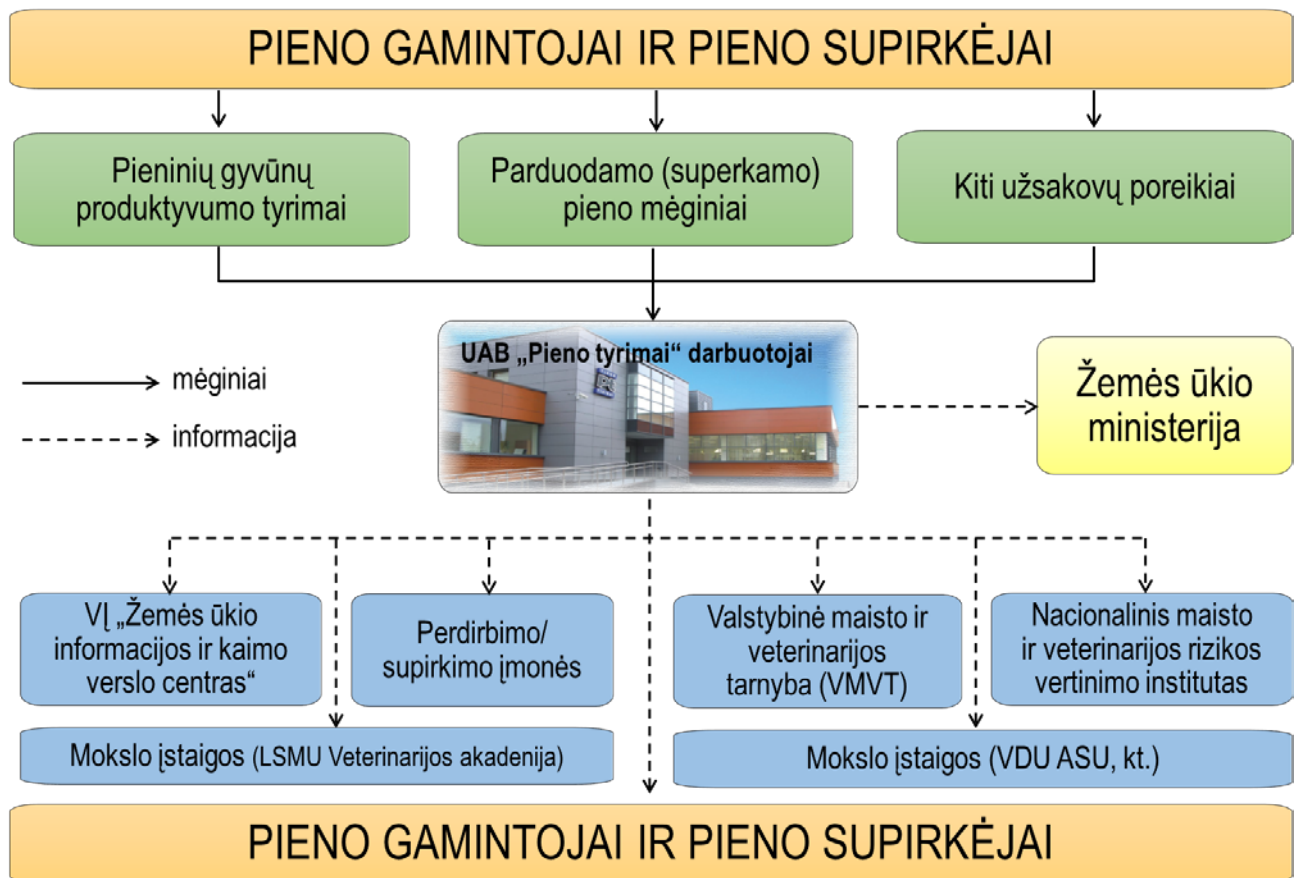 PIENO GAMINTOJAI IR PIENO SUPIRKĖJAI
Pieninių gyvūnų
produktyvumo tyrimai
Parduodamo (superkamo)
pieno mėginiai
Kiti užsakovų poreikiai
UAB „Pieno tyrimai“ darbuotojai
mėginiai
informacija
Žemės ūkio
ministerija
VĮ „Žemės ūkio
informacijos ir kaimo
verslo centras“
Perdirbimo/
supirkimo įmonės
Valstybinė maisto ir
veterinarijos
tarnyba (VMVT)
Nacionalinis maisto
ir veterinarijos rizikos
vertinimo institutas
Mokslo įstaigos (LSMU Veterinarijos akadenija)
Mokslo įstaigos (VDU ASU, kt.)
PIENO GAMINTOJAI IR PIENO SUPIRKĖJAI